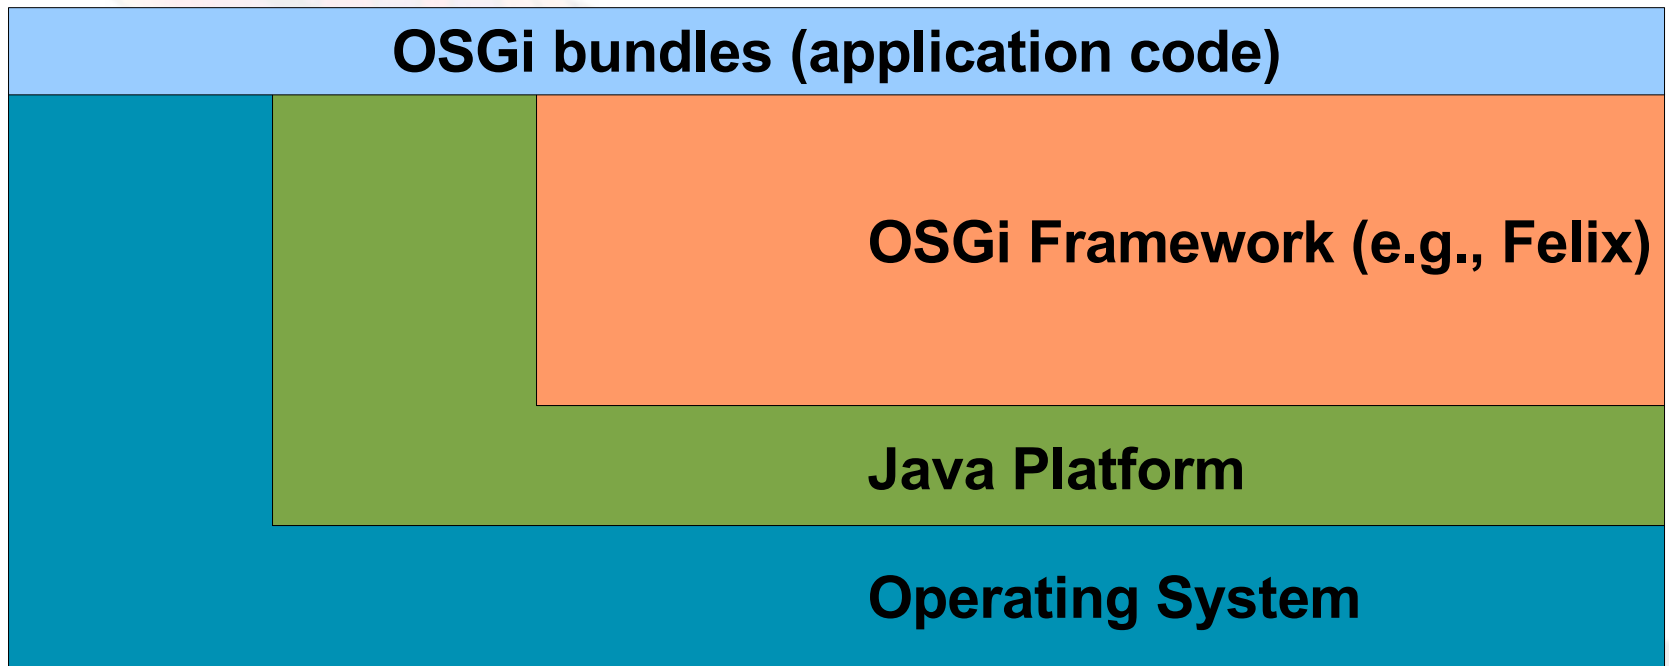 OSGi bundles (application code)
OSGi Framework (e.g., Felix)
Java Platform
Operating System